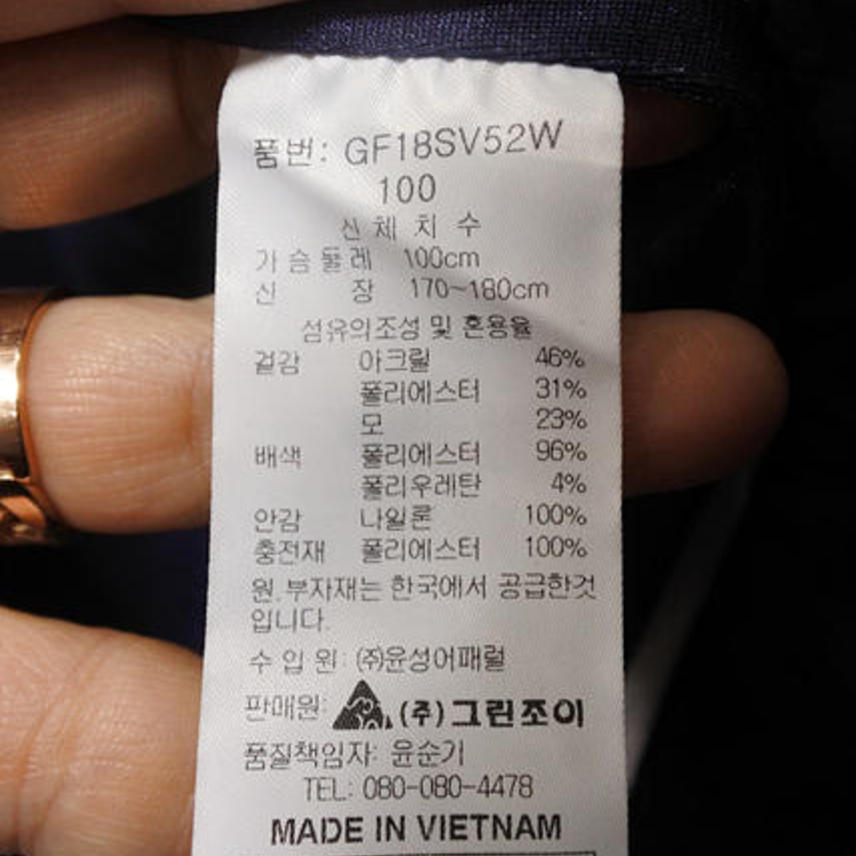 품번: GF18SV52W
100
신 체 치 수
가 슴 둘 레 100cm
신 장 170~180cm
섬유의조성 및 혼용율
겉감 아크릴 46%
폴리에스터 31%
모 23%
배색 폴리에스터 96%
폴리우레탄 4%
안감 나일론 100%
충전재 폴리에스터 100%
원.부자재는 한국에서 공급한것
입니다.
수 입 원: ㈜윤성어패럴
판매원: (주)그린조이
품질책임자: 윤순기
TEL: 080-080-4478
MADE IN VIETNAM